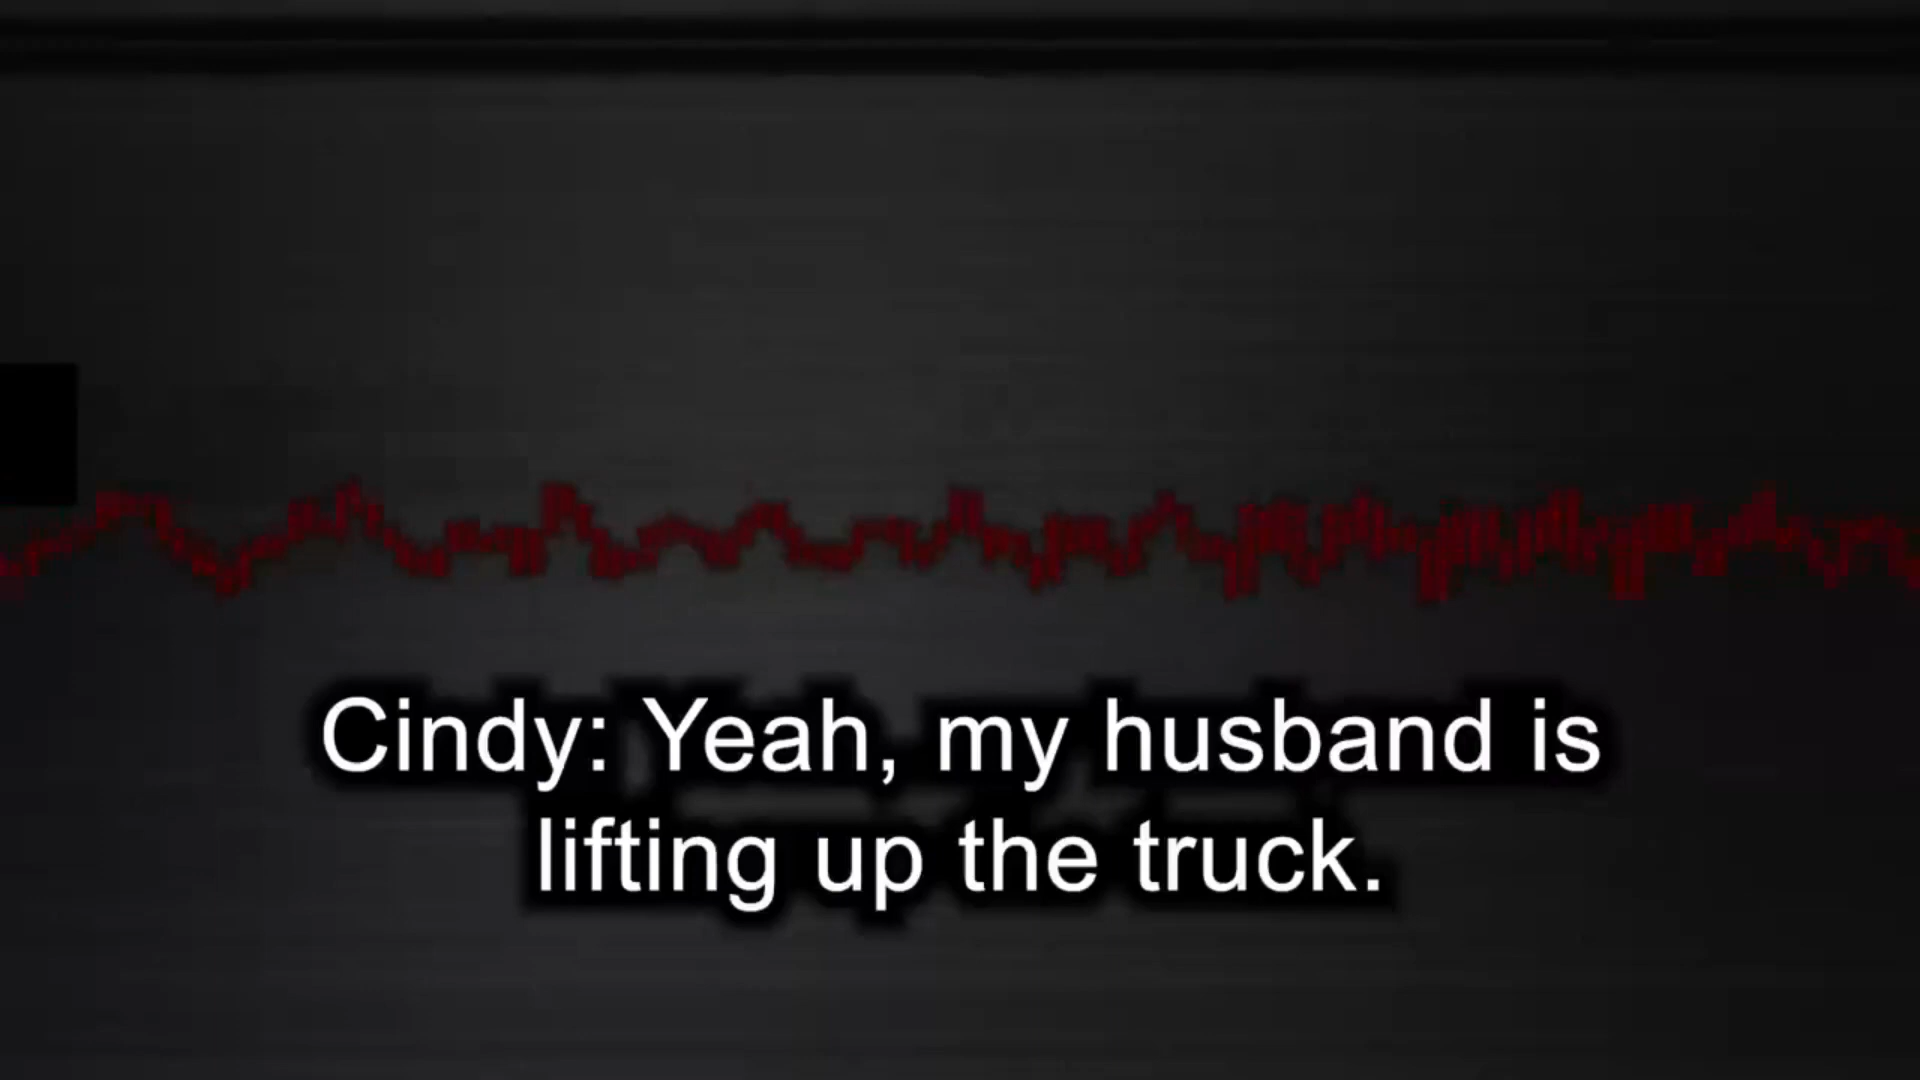 Cindy: Yeah, my husband is
lifting up the truck.